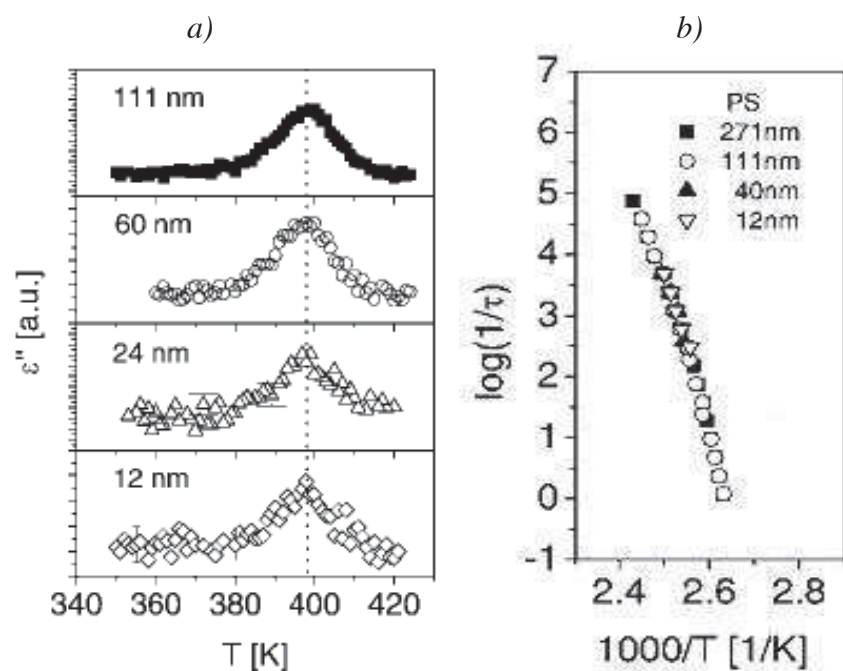 a)
111 nm
60 nm
24 nm
12 nm
ε'' [a.u.]
340 360 380 400 420
T [K]
b)
7
6
5
4
3
2
1
0
-1
log(1/τ)
PS
271nm
111nm
40nm
12nm
2.4 2.6 2.8
1000/T [1/K]